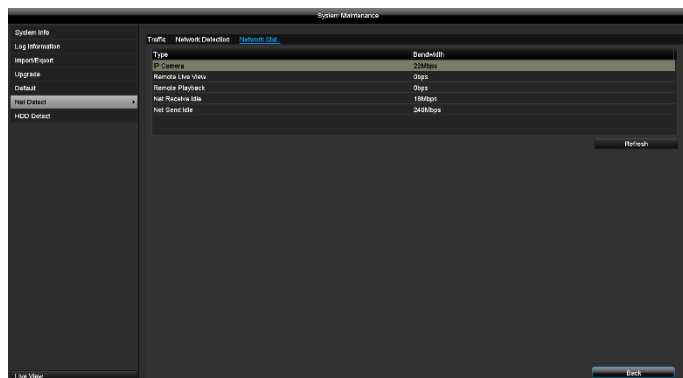 System Maintenance
System Info
Log Information
Import/Export
Upgrade
Default
Net Detect
HDD Detect
Live View
Traffic Network Detection Network Stat.
Type Bandwidth
IP Camera 22Mbps
Remote Live View 0bps
Remote Playback 0bps
Net Receive Idle 18Mbps
Net Send Idle 240Mbps
Refresh
Back